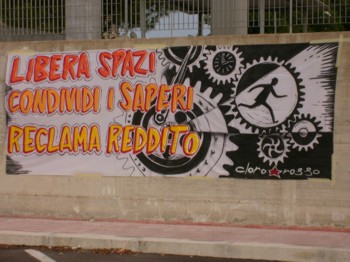 LIBERA SPAZI
CONDIVIDI I SAPERI
RECLAMA REDDITO
cloro rosso